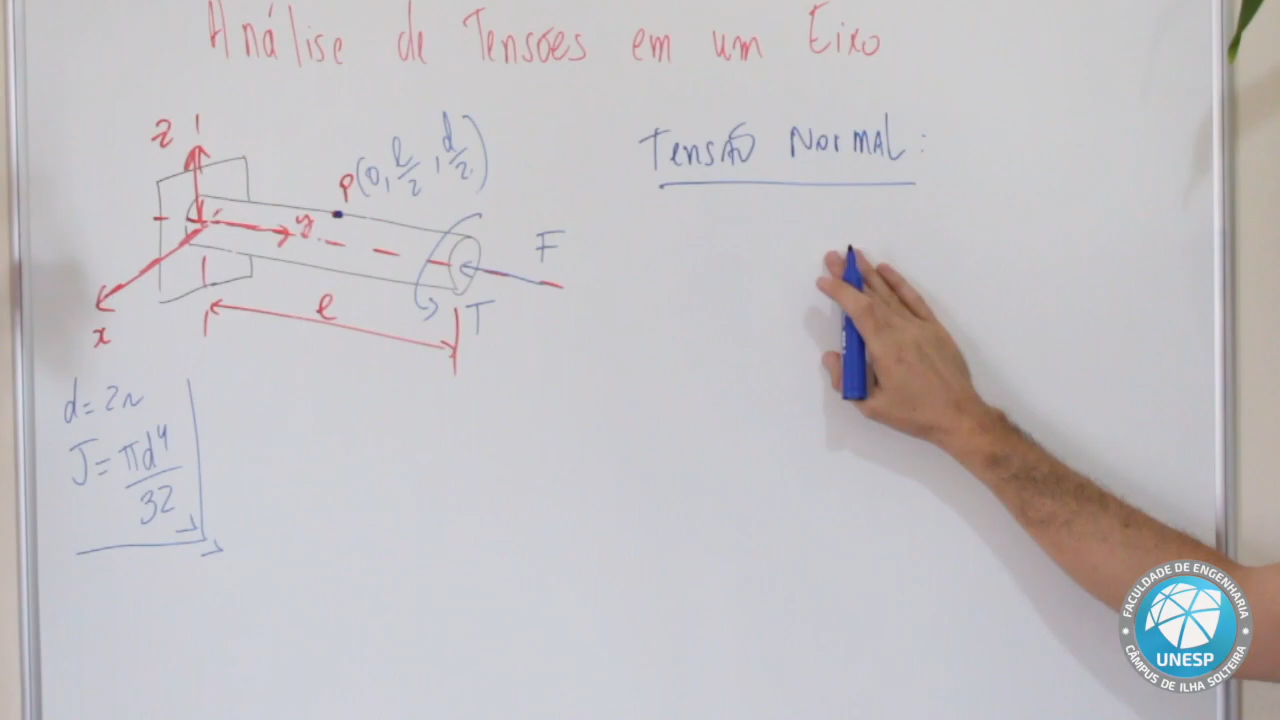 Análise de Tensões em um Eixo
Tensão Normal:
z
P(0, l/2, d/2)
y
F
x
l
T
d = 2r
J = πd⁴/32
FACULDADE DE ENGENHARIA
UNESP
CÂMPUS DE ILHA SOLTEIRA